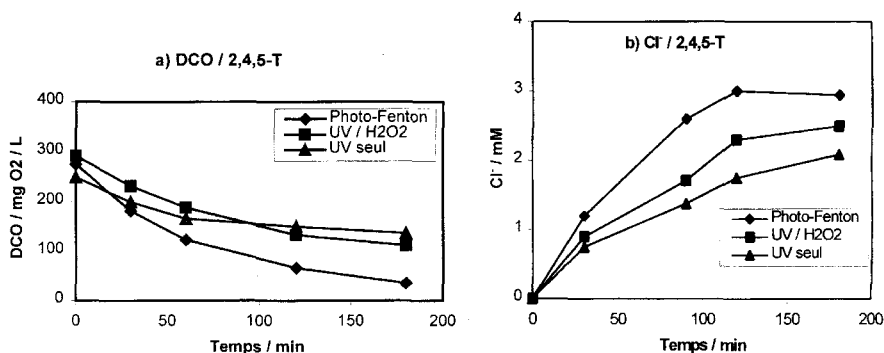 a) DCO / 2,4,5-T
400
300
200
100
0
DCO / mg O2 / L
Photo-Fenton
UV / H2O2
UV seul
0
50
100
150
200
Temps / min
b) Cl⁻ / 2,4,5-T
4
3
2
1
0
Cl⁻ / mM
Photo-Fenton
UV / H2O2
UV seul
0
50
100
150
200
Temps / min